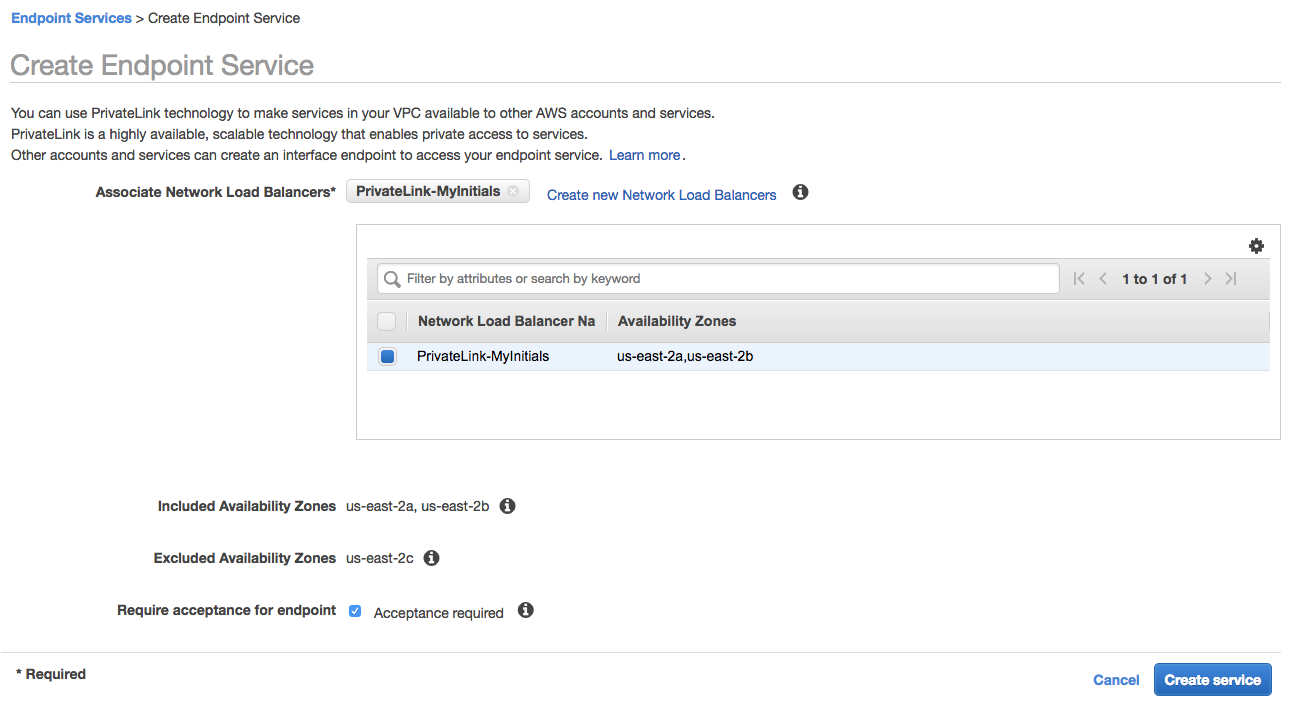 Endpoint Services > Create Endpoint Service
Create Endpoint Service
You can use PrivateLink technology to make services in your VPC available to other AWS accounts and services.
PrivateLink is a highly available, scalable technology that enables private access to services.
Other accounts and services can create an interface endpoint to access your endpoint service. Learn more.
Associate Network Load Balancers* PrivateLink-MyInitials Create new Network Load Balancers
Filter by attributes or search by keyword 1 to 1 of 1
Network Load Balancer Na Availability Zones
PrivateLink-MyInitials us-east-2a,us-east-2b
Included Availability Zones us-east-2a, us-east-2b
Excluded Availability Zones us-east-2c
Require acceptance for endpoint Acceptance required
* Required
Cancel Create service